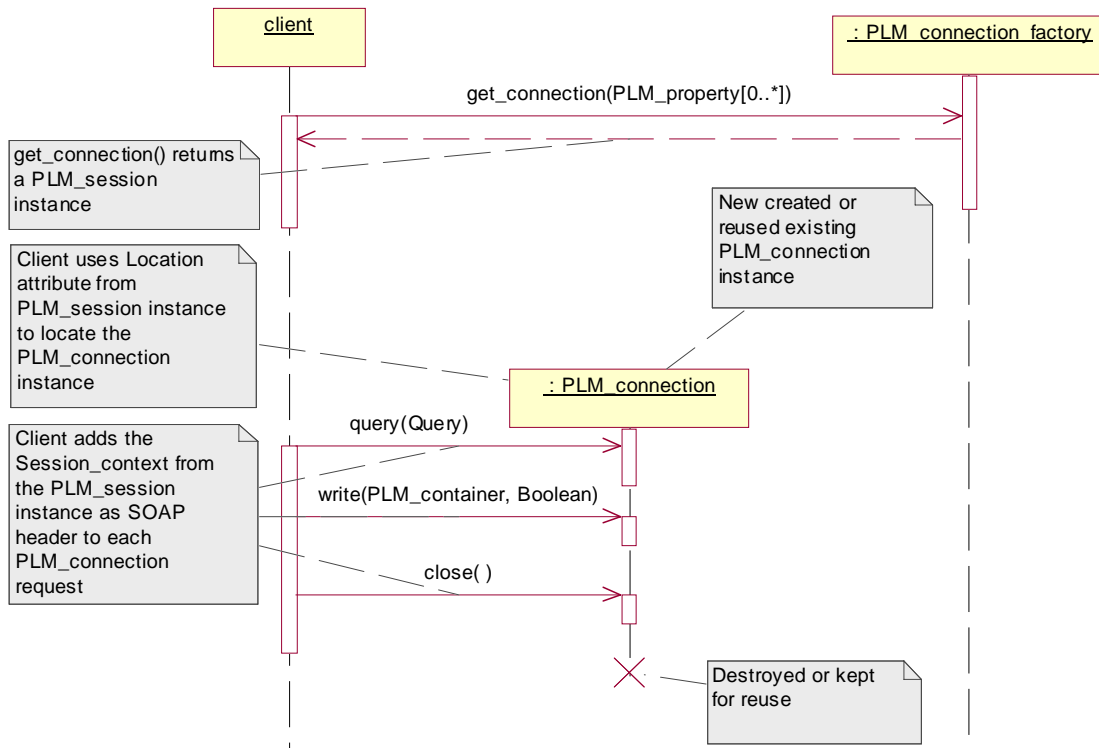 client
: PLM_connection_factory
get_connection(PLM_property[0..*])
get_connection() returns
a PLM_session
instance
New created or
reused existing
PLM_connection
instance
Client uses Location
attribute from
PLM_session instance
to locate the
PLM_connection
instance
: PLM_connection
query(Query)
Client adds the
Session_context from
the PLM_session
instance as SOAP
header to each
PLM_connection
request
write(PLM_container, Boolean)
close( )
Destroyed or kept
for reuse